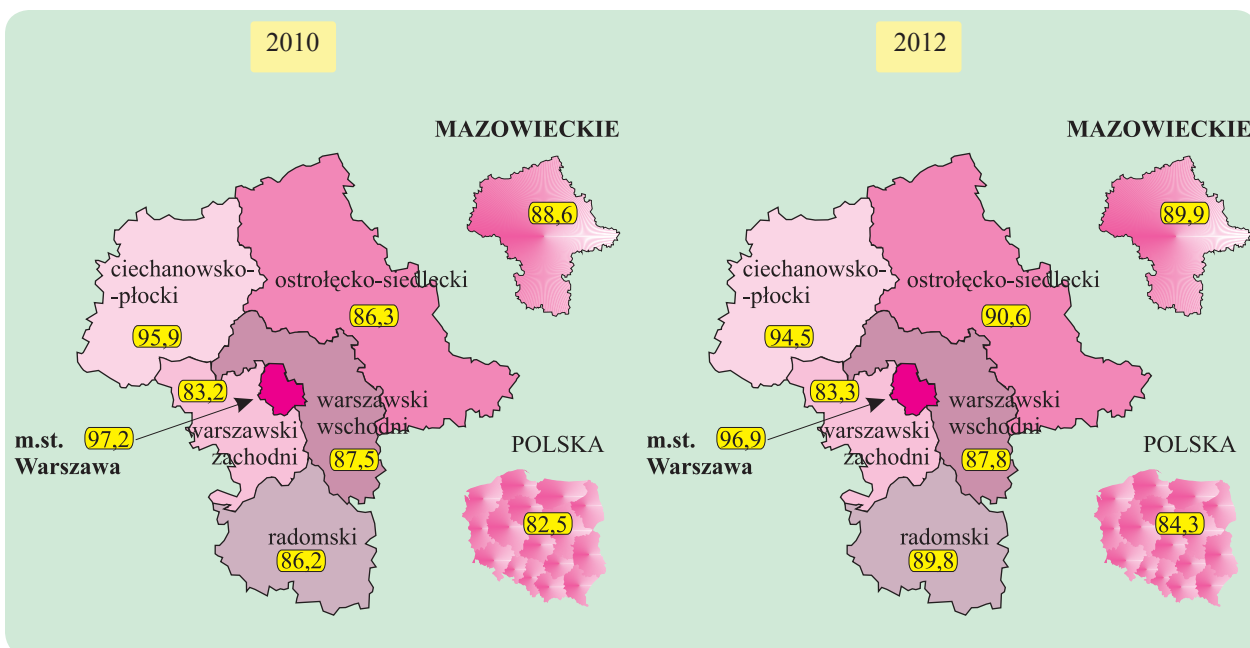 2010
MAZOWIECKIE
88,6
ciechanowsko-
-płocki
95,9
ostrołęcko-siedlecki
86,3
83,2
m.st.
Warszawa
97,2
warszawski
zachodni
warszawski
wschodni
87,5
POLSKA
82,5
radomski
86,2
2012
MAZOWIECKIE
89,9
ciechanowsko-
-płocki
94,5
ostrołęcko-siedlecki
90,6
83,3
m.st.
Warszawa
96,9
warszawski
zachodni
warszawski
wschodni
87,8
POLSKA
84,3
radomski
89,8